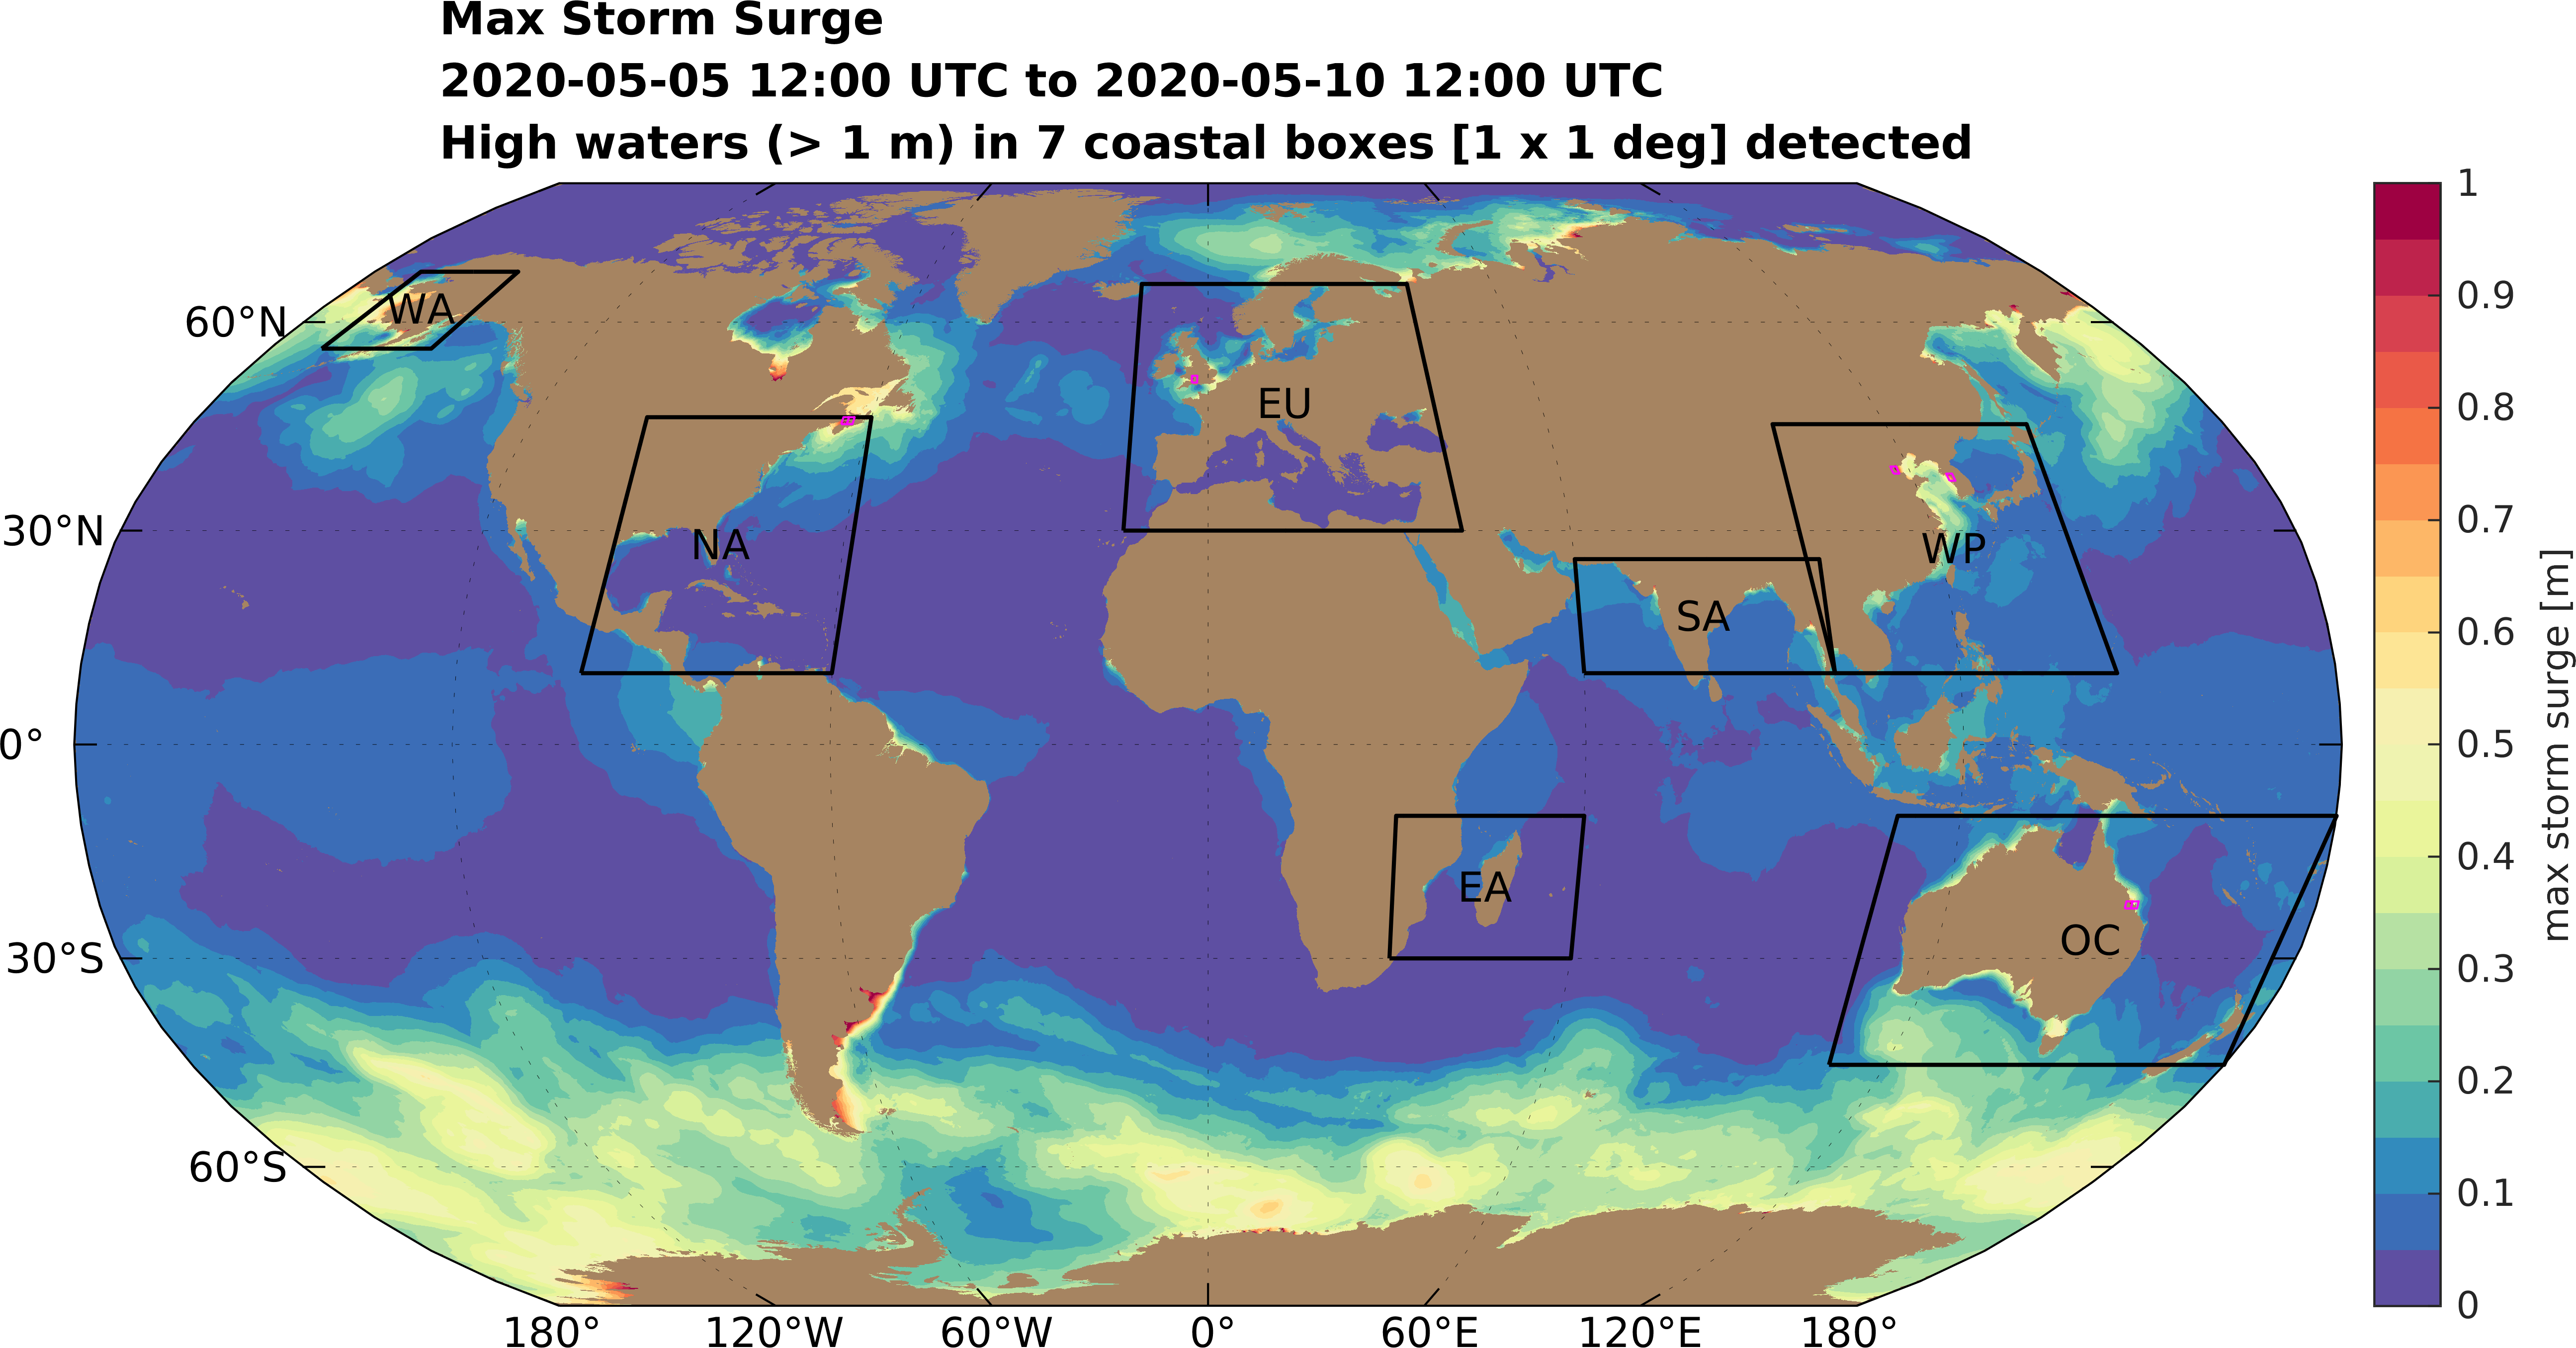 Max Storm Surge
2020-05-05 12:00 UTC to 2020-05-10 12:00 UTC
High waters (> 1 m) in 7 coastal boxes [1 x 1 deg] detected
60°N
30°N
0°
30°S
60°S
WA
NA
EU
SA
WP
EA
OC
180°
120°W
60°W
0°
60°E
120°E
180°
1
0.9
0.8
0.7
0.6
0.5
0.4
0.3
0.2
0.1
0
max storm surge [m]